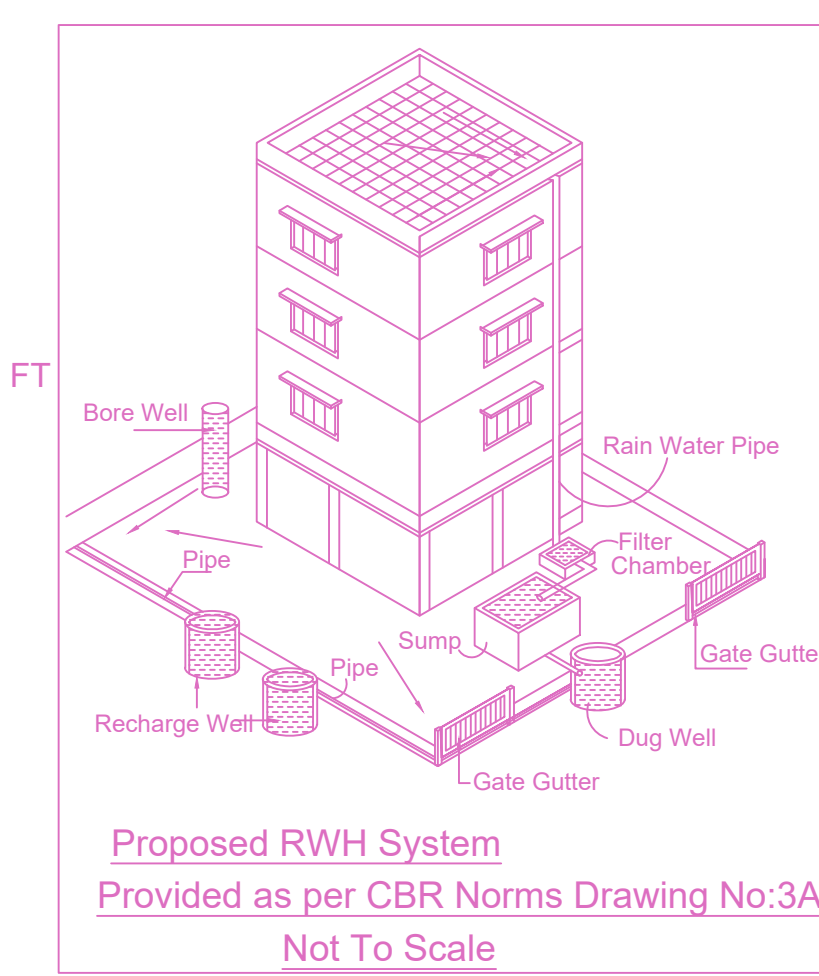 FT
Bore Well
Rain Water Pipe
Filter
Chamber
Pipe
Sump
Gate Gutte
Pipe
Recharge Well
Dug Well
Gate Gutter
Proposed RWH System
Provided as per CBR Norms Drawing No:3A
Not To Scale